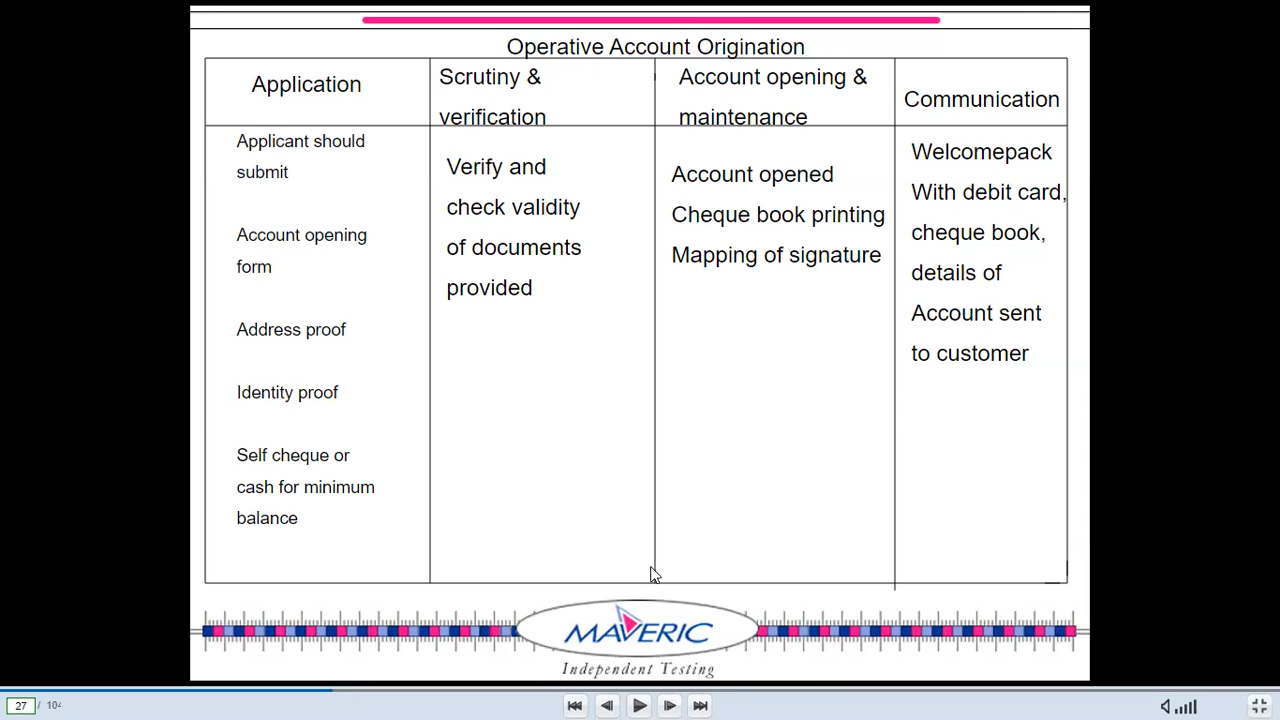 Operative Account Origination
Application
Scrutiny &
verification
Account opening &
maintenance
Communication
Applicant should
submit
Account opening
form
Address proof
Identity proof
Self cheque or
cash for minimum
balance
Verify and
check validity
of documents
provided
Account opened
Cheque book printing
Mapping of signature
Welcomepack
With debit card,
cheque book,
details of
Account sent
to customer
MAVERIC
Independent Testing
27 / 104